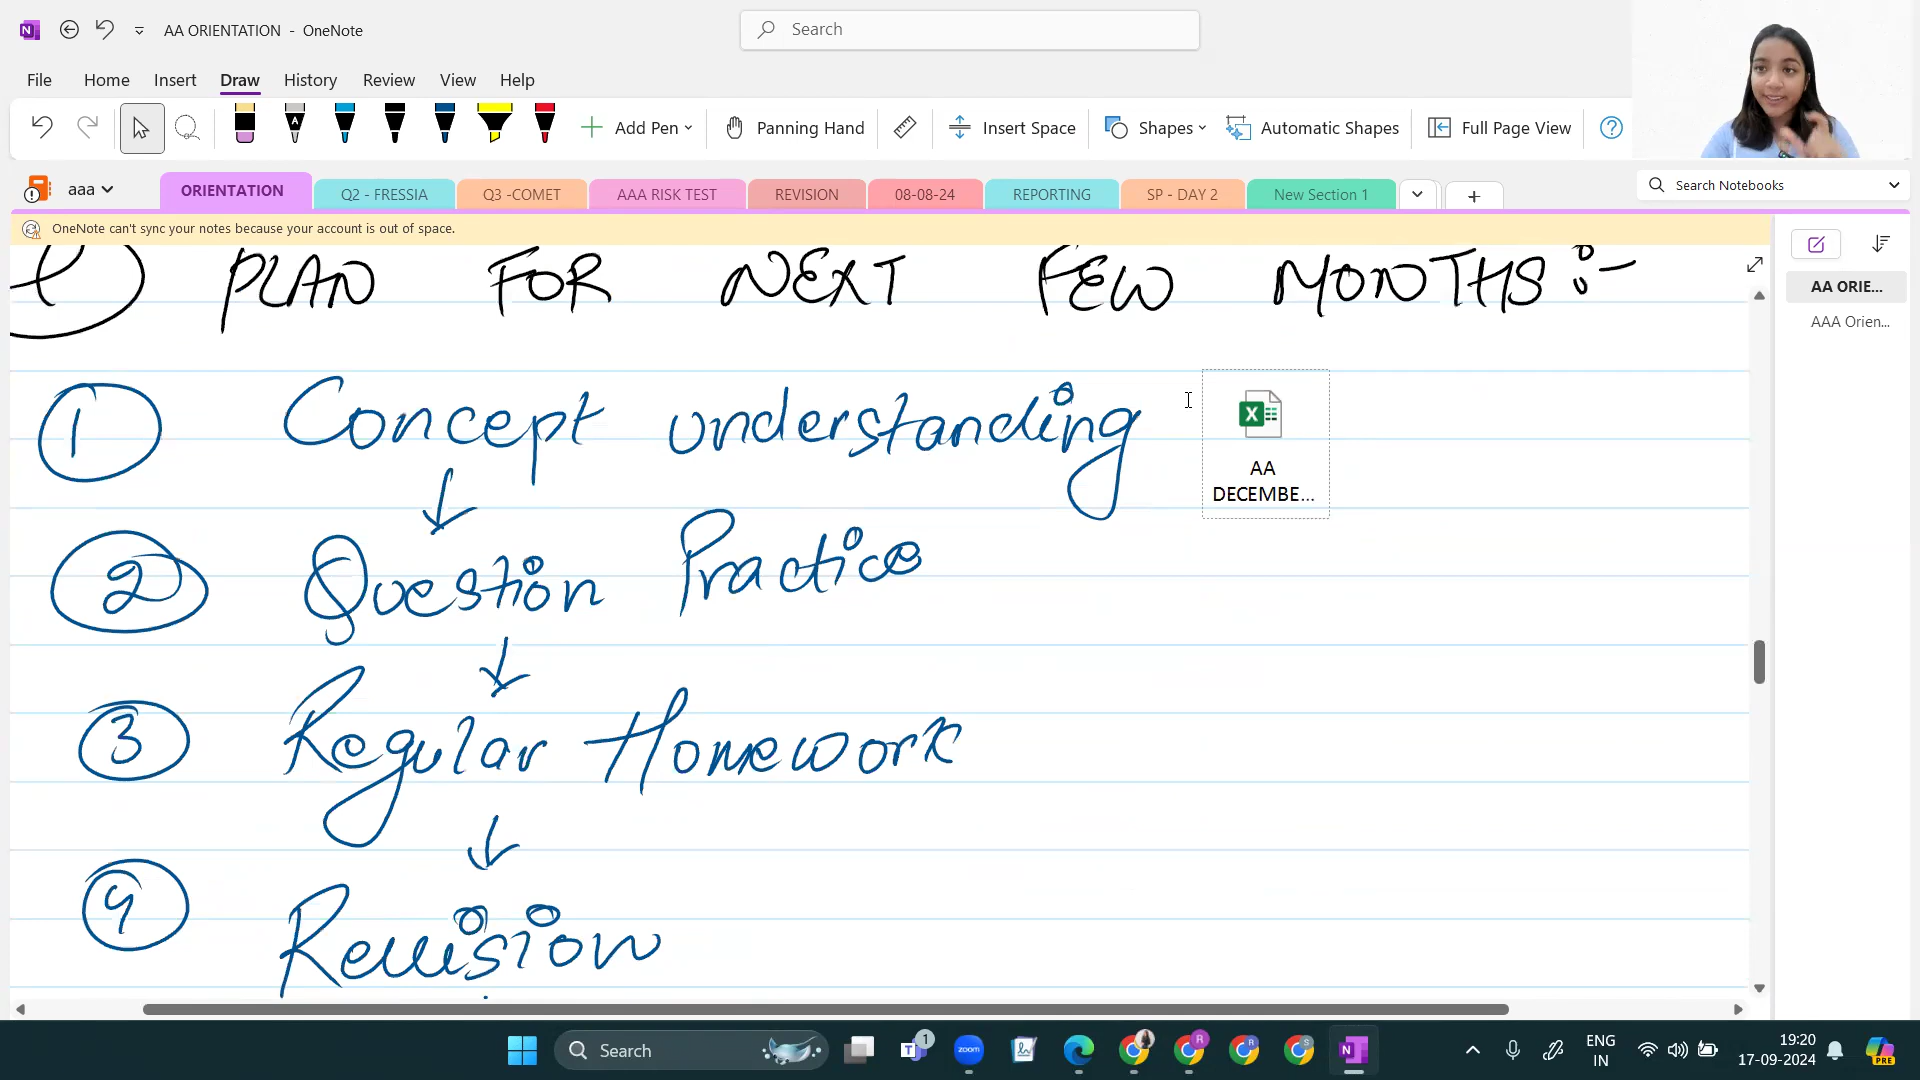 AA ORIENTATION - OneNote
Search
File Home Insert Draw History Review View Help
Add Pen Panning Hand Insert Space Shapes Automatic Shapes Full Page View
aaa
ORIENTATION Q2 - FRESSIA Q3 -COMET AAA RISK TEST REVISION 08-08-24 REPORTING SP - DAY 2 New Section 1
Search Notebooks
OneNote can't sync your notes because your account is out of space.
AA ORIE...
AAA Orien...
PLAN FOR NEXT FEW MONTHS :-
1 Concept understanding
AA
DECEMBE...
2 Question Practice
3 Regular Homework
4 Revision
Search
1
zoom
ENG
IN
19:20
17-09-2024
PRE